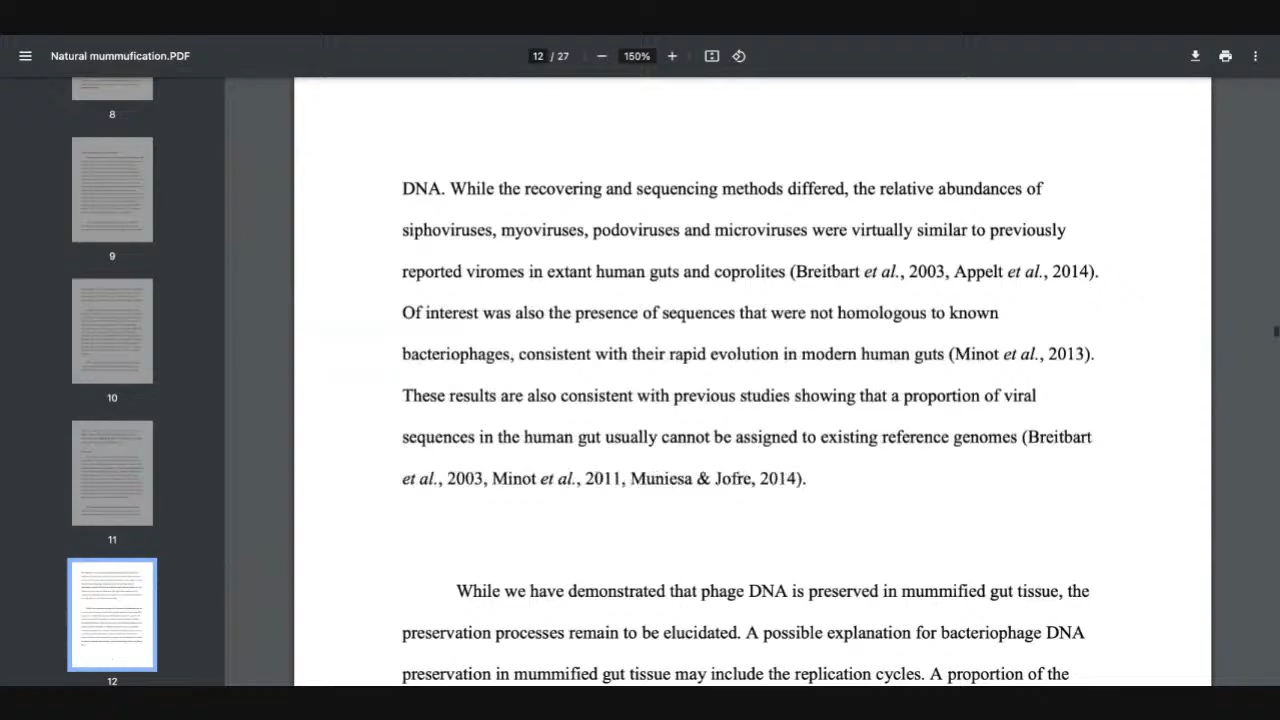 Natural mummufication.PDF
12 / 27
150%
8
9
10
11
12
DNA. While the recovering and sequencing methods differed, the relative abundances of
siphoviruses, myoviruses, podoviruses and microviruses were virtually similar to previously
reported viromes in extant human guts and coprolites (Breitbart et al., 2003, Appelt et al., 2014).
Of interest was also the presence of sequences that were not homologous to known
bacteriophages, consistent with their rapid evolution in modern human guts (Minot et al., 2013).
These results are also consistent with previous studies showing that a proportion of viral
sequences in the human gut usually cannot be assigned to existing reference genomes (Breitbart
et al., 2003, Minot et al., 2011, Muniesa & Jofre, 2014).
While we have demonstrated that phage DNA is preserved in mummified gut tissue, the
preservation processes remain to be elucidated. A possible explanation for bacteriophage DNA
preservation in mummified gut tissue may include the replication cycles. A proportion of the